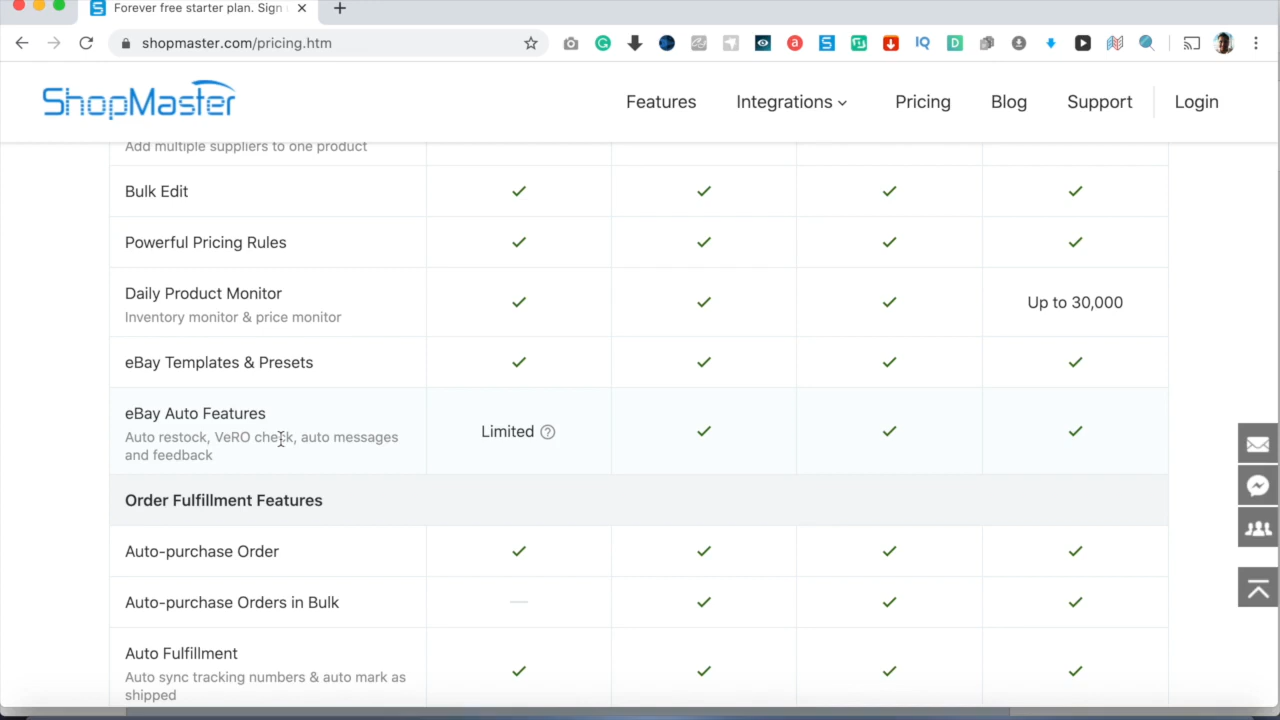 Forever free starter plan. Sign
shopmaster.com/pricing.htm
ShopMaster
Features
Integrations
Pricing
Blog
Support
Login
Add multiple suppliers to one product
Bulk Edit
Powerful Pricing Rules
Daily Product Monitor
Inventory monitor & price monitor
Up to 30,000
eBay Templates & Presets
eBay Auto Features
Auto restock, VeRO check, auto messages
and feedback
Limited ?
Order Fulfillment Features
Auto-purchase Order
Auto-purchase Orders in Bulk
Auto Fulfillment
Auto sync tracking numbers & auto mark as
shipped